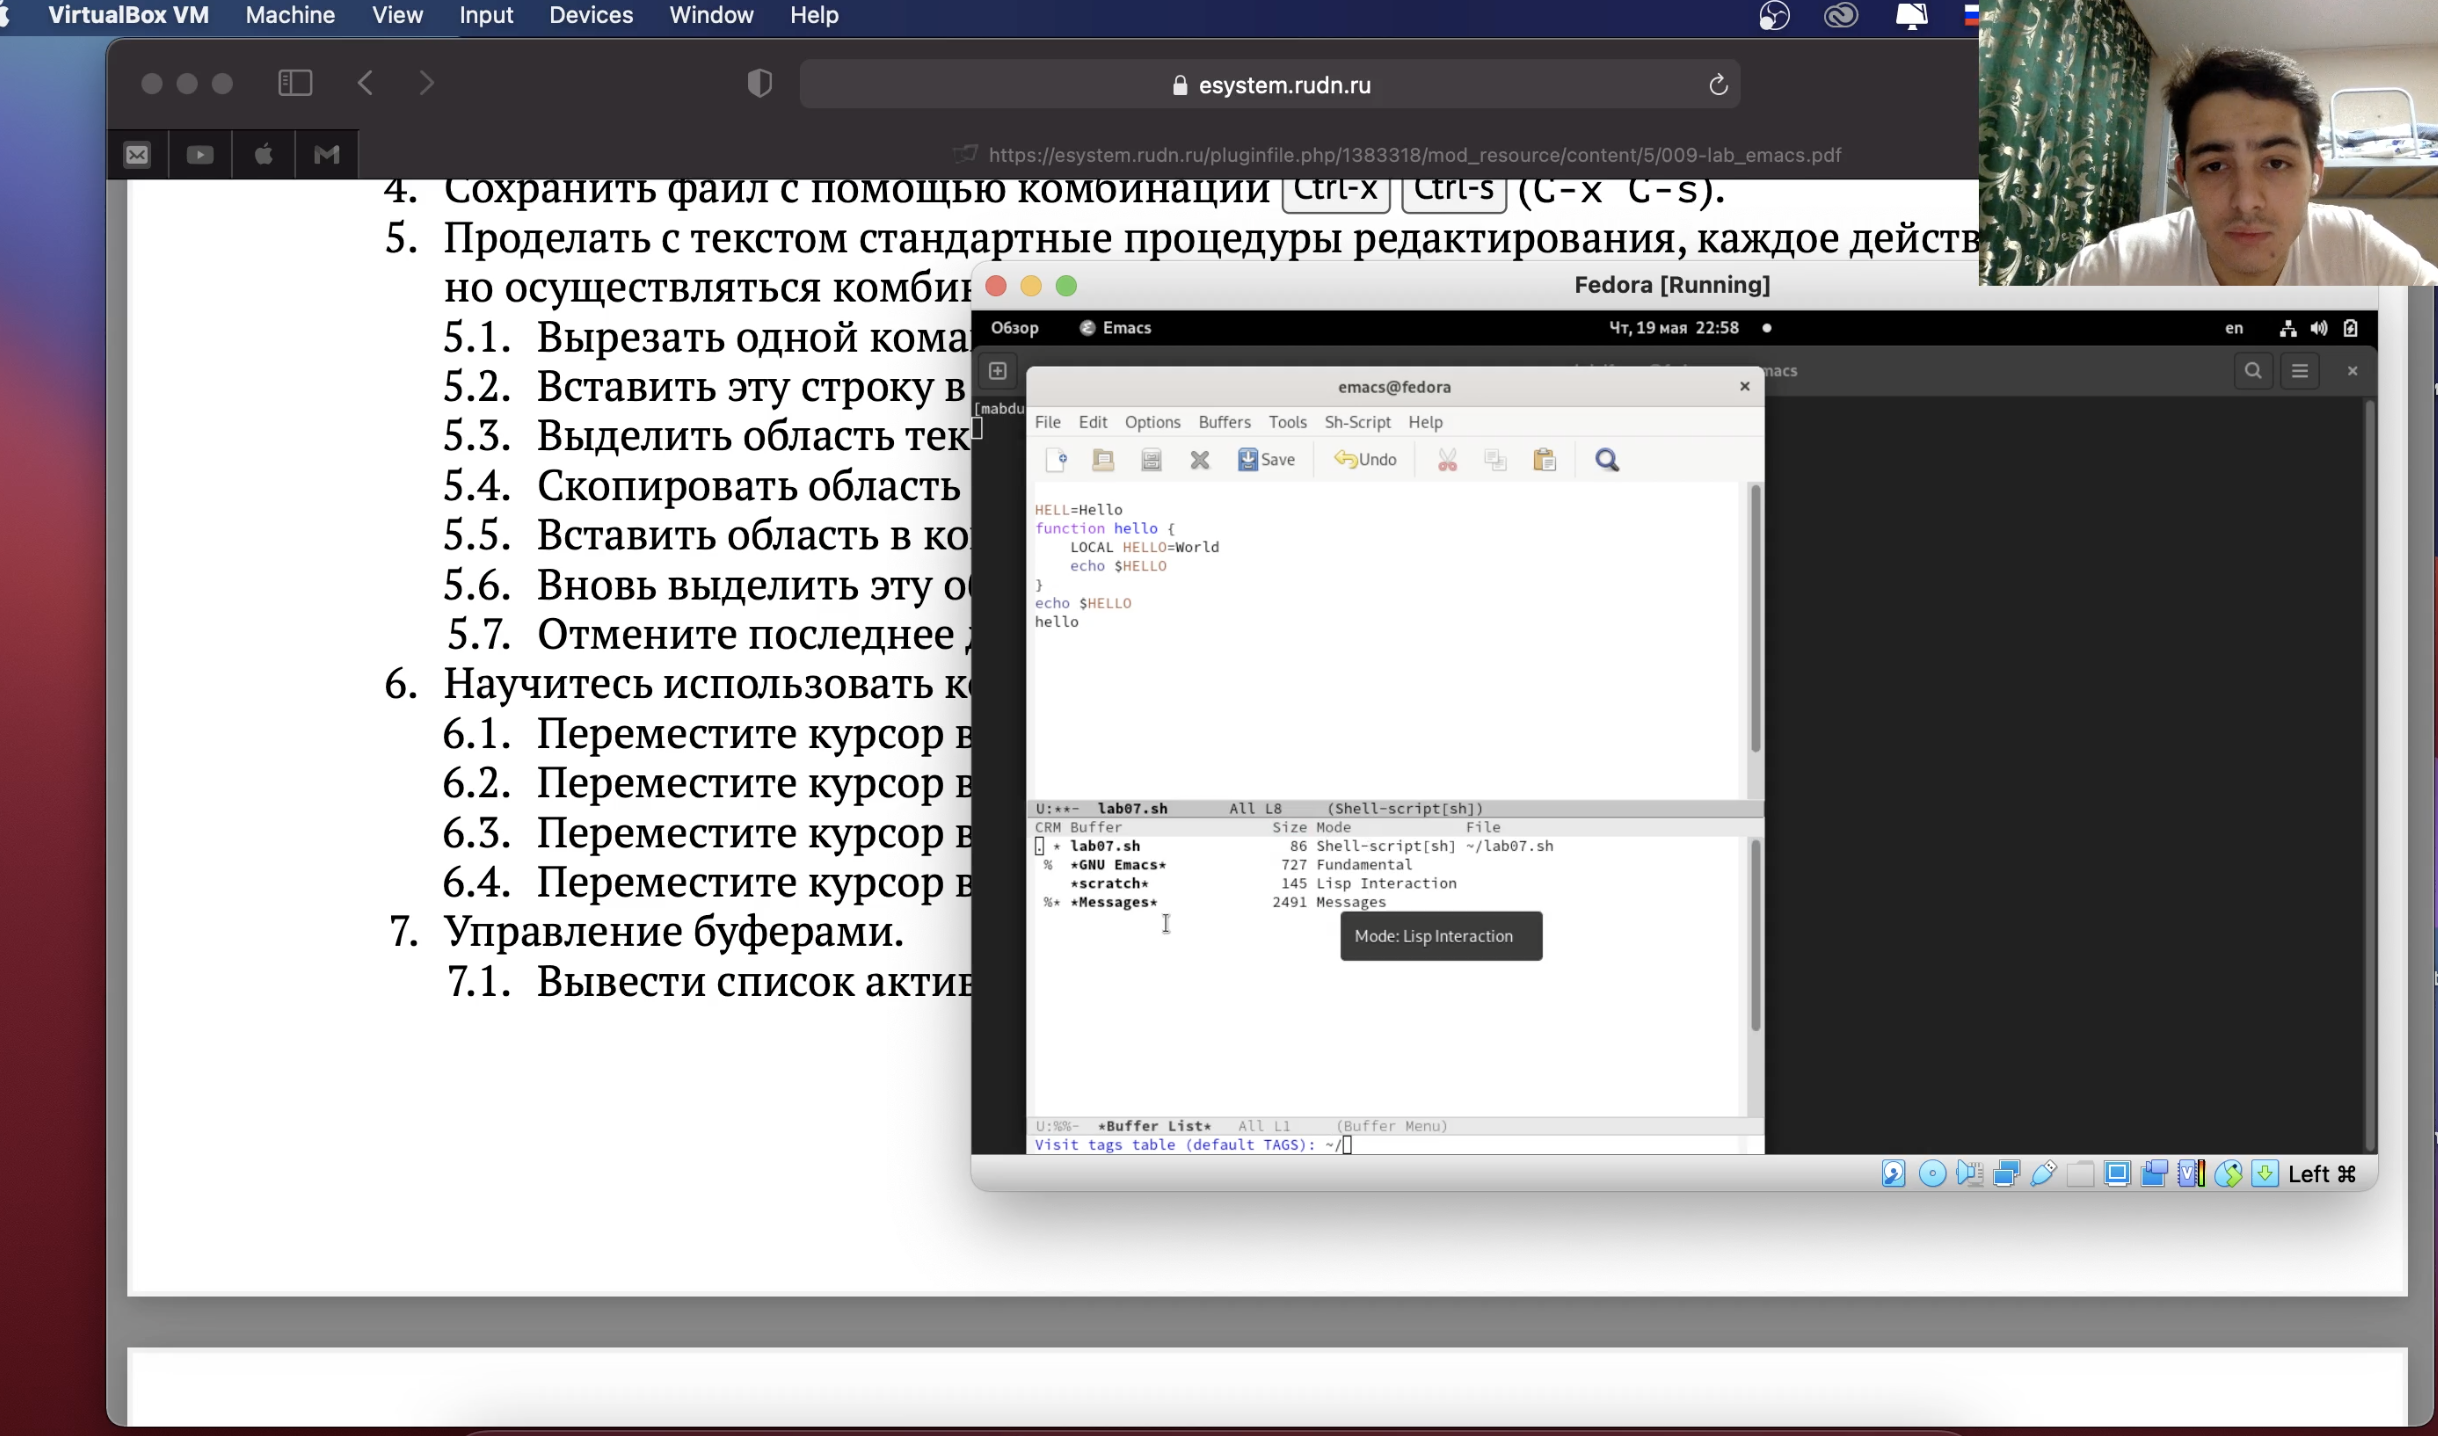 VirtualBox VM Machine View Input Devices Window Help
esystem.rudn.ru
https://esystem.rudn.ru/pluginfile.php/1383318/mod_resource/content/5/009-lab_emacs.pdf
4. Сохранить файл с помощью комбинации Ctrl-x Ctrl-s (C-x C-s).
5. Проделать с текстом стандартные процедуры редактирования, каждое действ
но осуществляться комбин
5.1. Вырезать одной кома
5.2. Вставить эту строку в
5.3. Выделить область тек
5.4. Скопировать область
5.5. Вставить область в ко
5.6. Вновь выделить эту о
5.7. Отмените последнее
6. Научитесь использовать к
6.1. Переместите курсор в
6.2. Переместите курсор в
6.3. Переместите курсор в
6.4. Переместите курсор в
7. Управление буферами.
7.1. Вывести список актив
Fedora [Running]
Обзор Emacs Чт, 19 мая 22:58 en
macs
[mabdu
emacs@fedora
File Edit Options Buffers Tools Sh-Script Help
Save Undo
HELL=Hello
function hello {
LOCAL HELLO=World
echo $HELLO
}
echo $HELLO
hello
U:**- lab07.sh All L8 (Shell-script[sh])
CRM Buffer Size Mode File
. * lab07.sh 86 Shell-script[sh] ~/lab07.sh
% *GNU Emacs* 727 Fundamental
*scratch* 145 Lisp Interaction
%* *Messages* 2491 Messages
Mode: Lisp Interaction
U:%%- *Buffer List* All L1 (Buffer Menu)
Visit tags table (default TAGS): ~/
Left ⌘